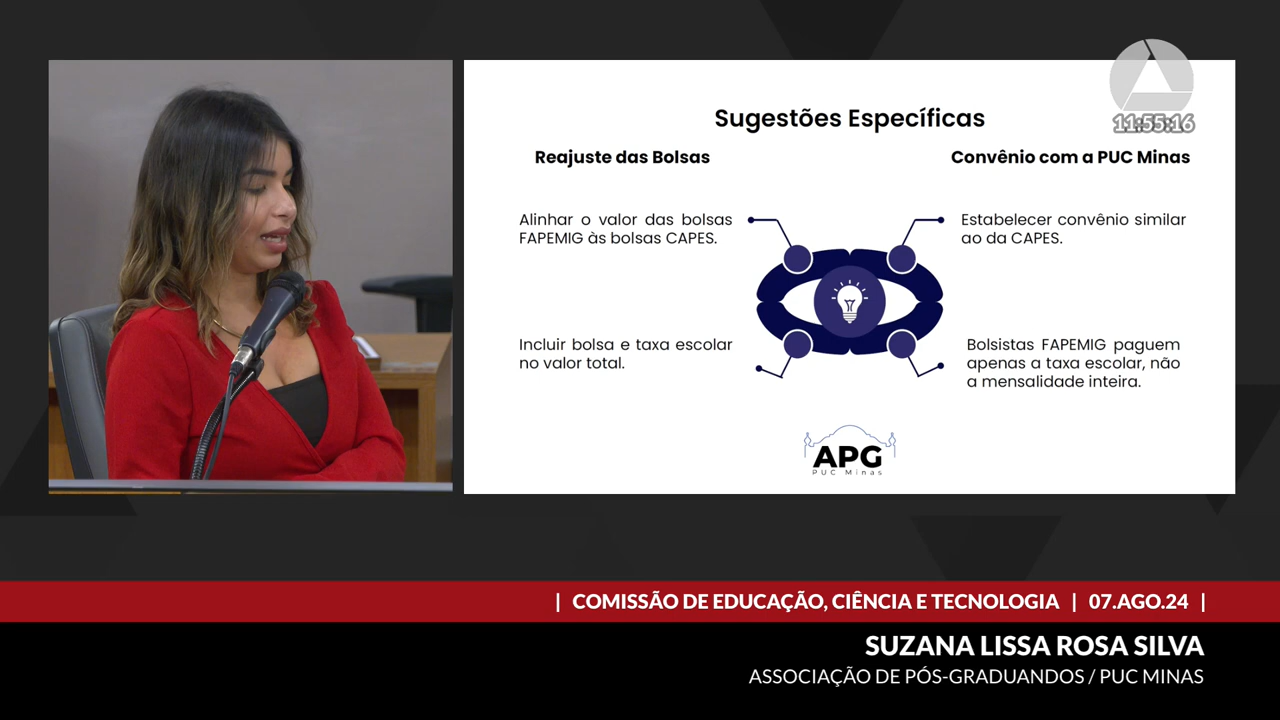 Sugestões Específicas
11:55:16
Reajuste das Bolsas
Convênio com a PUC Minas
Alinhar o valor das bolsas
FAPEMIG às bolsas CAPES.
Estabelecer convênio similar
ao da CAPES.
Incluir bolsa e taxa escolar
no valor total.
Bolsistas FAPEMIG paguem
apenas a taxa escolar, não
a mensalidade inteira.
APG
PUC Minas
| COMISSÃO DE EDUCAÇÃO, CIÊNCIA E TECNOLOGIA | 07.AGO.24 |
SUZANA LISSA ROSA SILVA
ASSOCIAÇÃO DE PÓS-GRADUANDOS / PUC MINAS